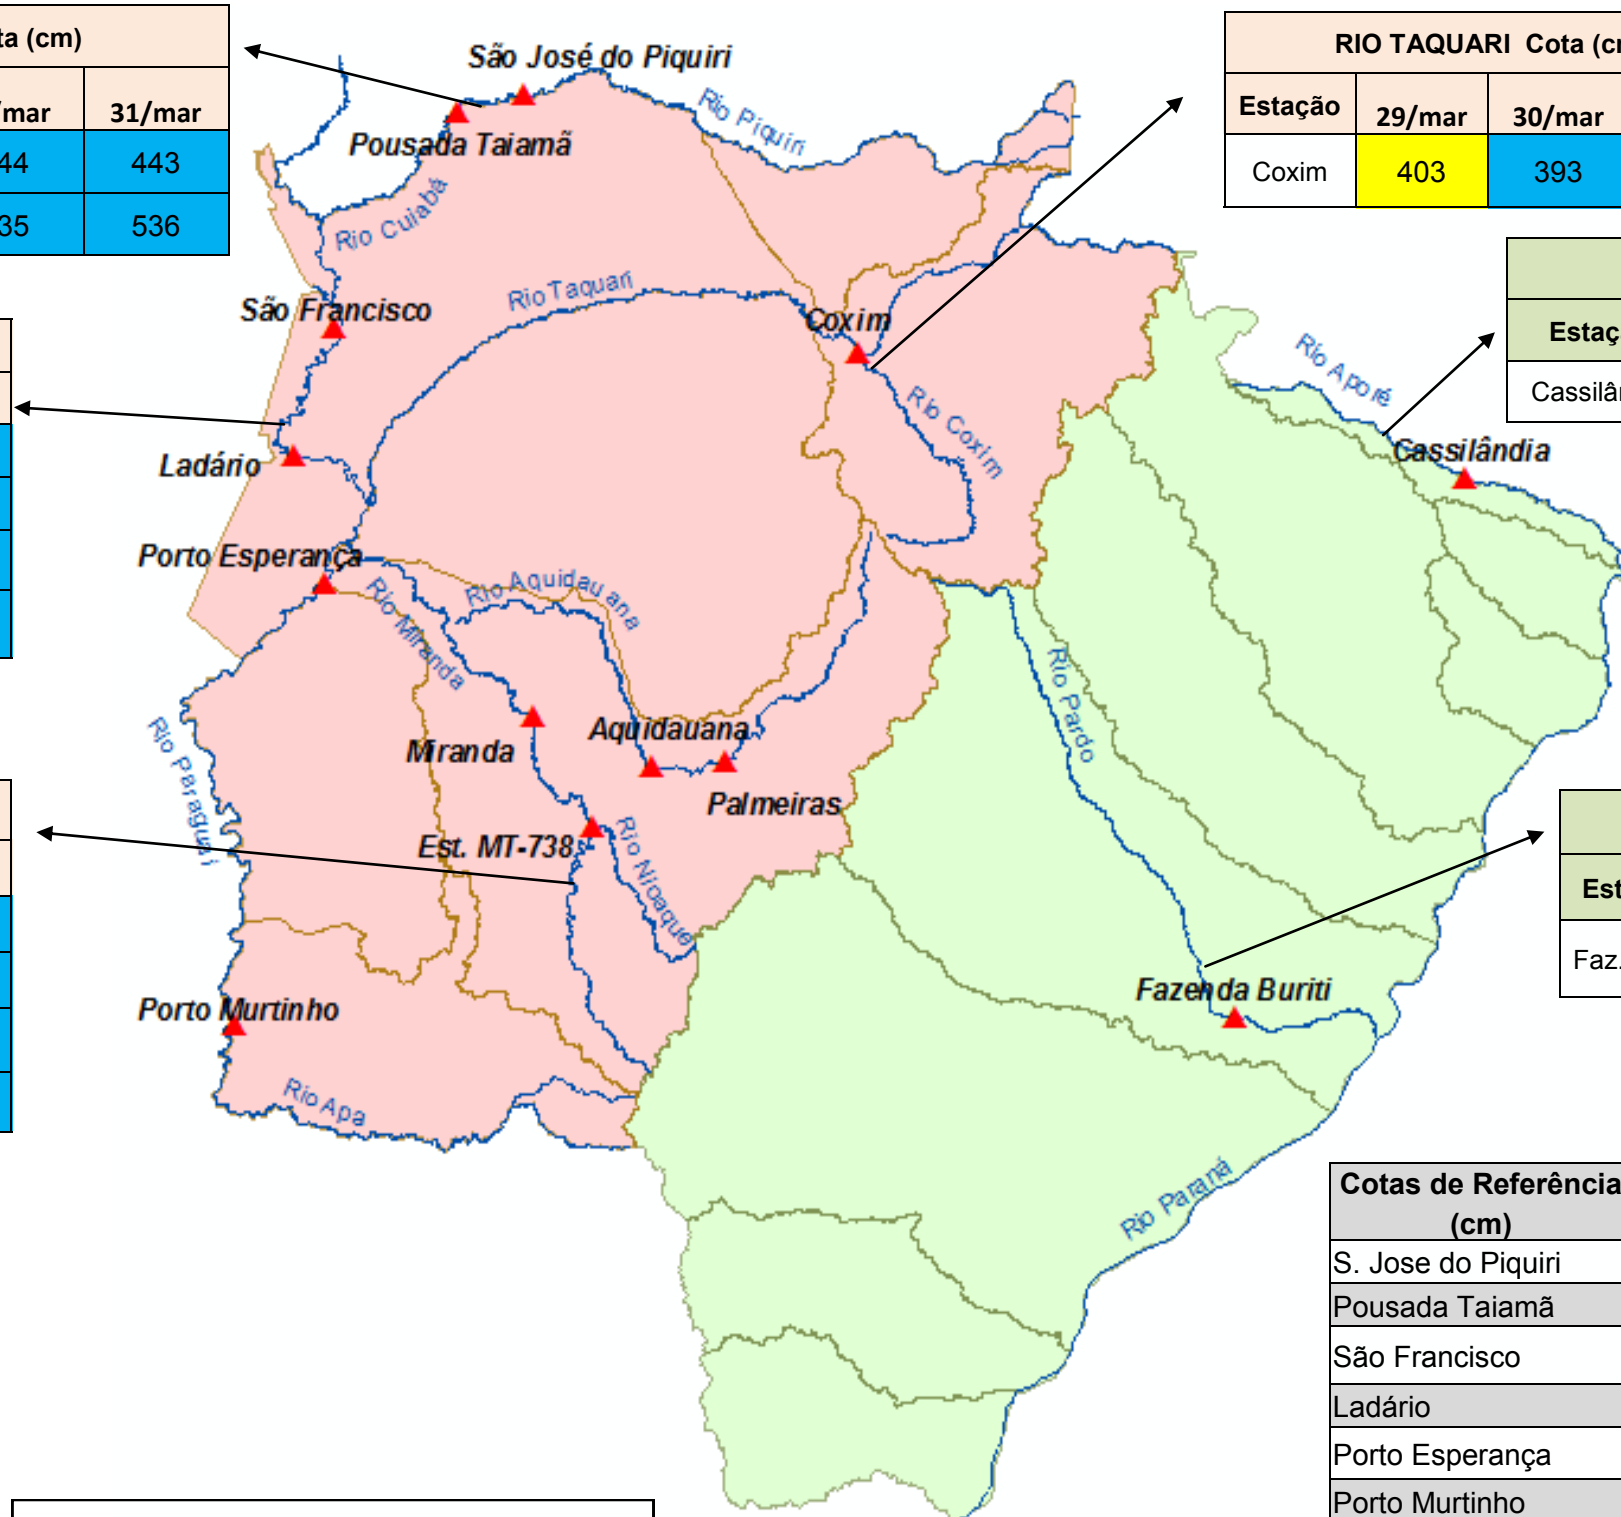 ta (cm)
/mar 31/mar
44 443
35 536
RIO TAQUARI Cota (cm
Estação 29/mar 30/mar
Coxim 403 393
Estaç
Cassilân
Est
Faz.
São José do Piquiri
Pousada Taiamã
Rio Piquiri
Rio Cuiabá
São Francisco
Rio Taquari
Coxim
Rio Coxim
Rio Aporé
Cassilândia
Ladário
Porto Esperança
Rio Miranda
Rio Aquidauana
Rio Pardo
Rio Paraguai
Miranda
Aquidauana
Palmeiras
Est. MT-738
Rio Nioaque
Fazenda Buriti
Porto Murtinho
Rio Apa
Rio Paraná
Cotas de Referência
(cm)
S. Jose do Piquiri
Pousada Taiamã
São Francisco
Ladário
Porto Esperança
Porto Murtinho